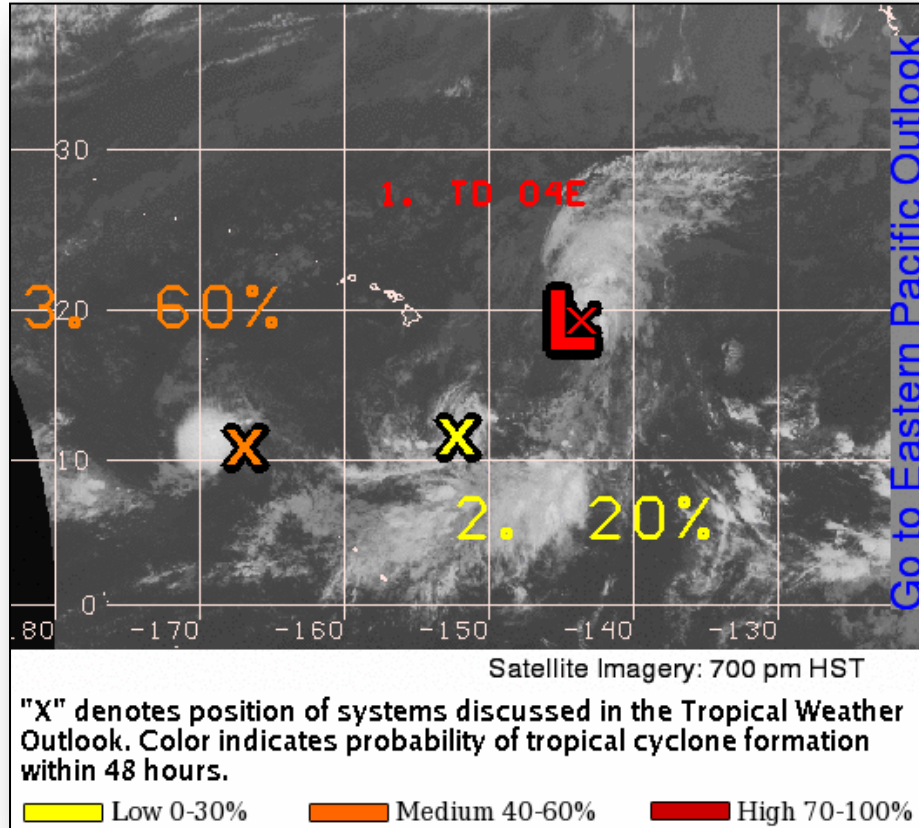 30
1. TD 04E
3. 60%
20
10
2. 20%
0
180 -170 -160 -150 -140 -130
Go to Eastern Pacific Outlook
Satellite Imagery: 700 pm HST
"X" denotes position of systems discussed in the Tropical Weather
Outlook. Color indicates probability of tropical cyclone formation
within 48 hours.
Low 0-30% Medium 40-60% High 70-100%